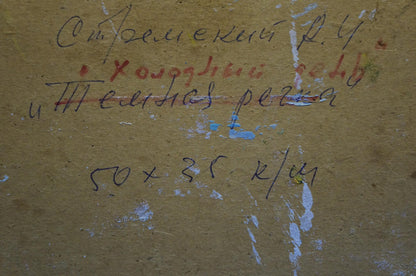 Стремский А.И
"Холодный день"
"Темная речка"
50 х 35 к/м